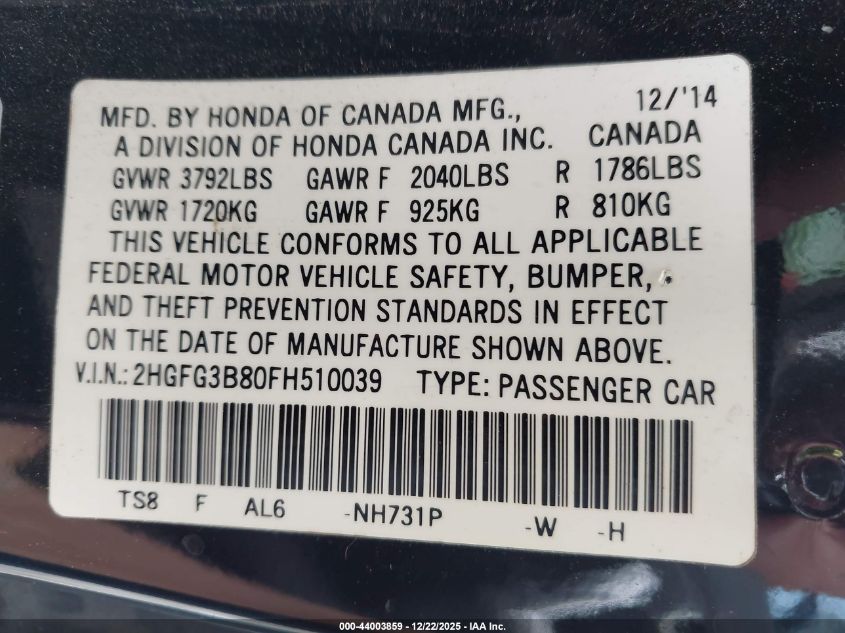 12/'14
MFD. BY HONDA OF CANADA MFG.,
A DIVISION OF HONDA CANADA INC. CANADA
GVWR 3792LBS GAWR F 2040LBS R 1786LBS
GVWR 1720KG GAWR F 925KG R 810KG
THIS VEHICLE CONFORMS TO ALL APPLICABLE
FEDERAL MOTOR VEHICLE SAFETY, BUMPER,
AND THEFT PREVENTION STANDARDS IN EFFECT
ON THE DATE OF MANUFACTURE SHOWN ABOVE.
V.I.N.: 2HGFG3B80FH510039 TYPE: PASSENGER CAR
TS8 F AL6 -NH731P -W -H
000-44003859 - 12/22/2025 - IAA Inc.